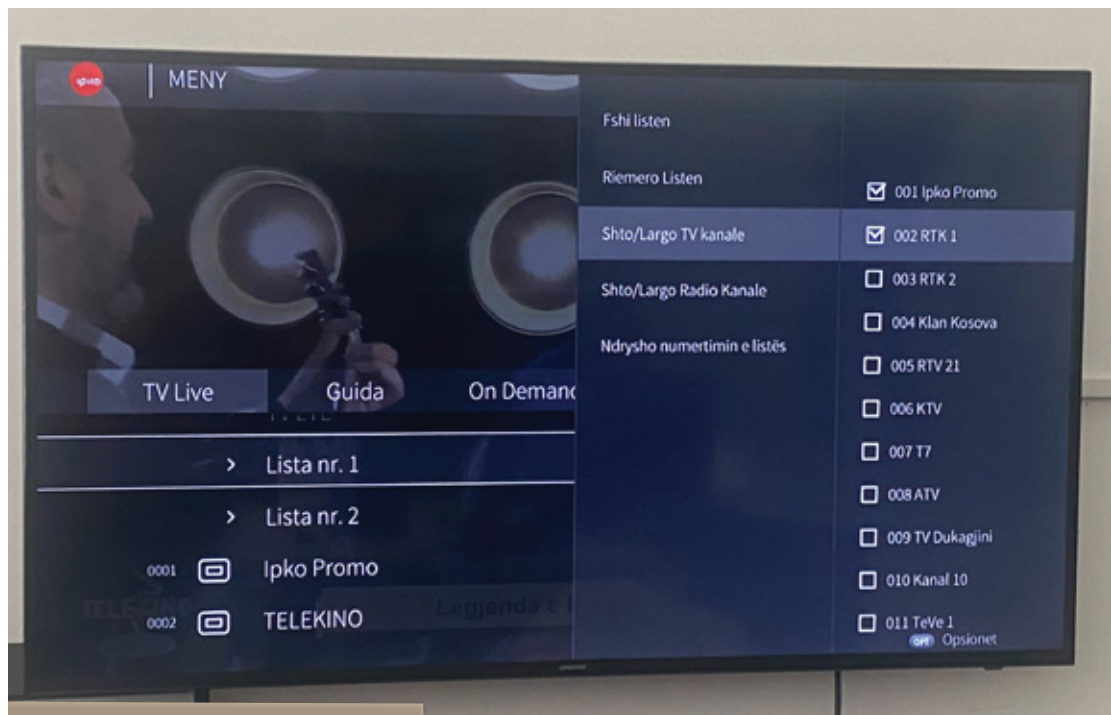 ipko
MENY
TV Live
Guida
On Demand
Lista nr. 1
Lista nr. 2
0001 Ipko Promo
0002 TELEKINO
Fshi listen
Riemero Listen
Shto/Largo TV kanale
Shto/Largo Radio Kanale
Ndrysho numertimin e listës
001 Ipko Promo
002 RTK 1
003 RTK 2
004 Klan Kosova
005 RTV 21
006 KTV
007 T7
008 ATV
009 TV Dukagjini
010 Kanal 10
011 TeVe 1
OPT Opsionet
SAMSUNG